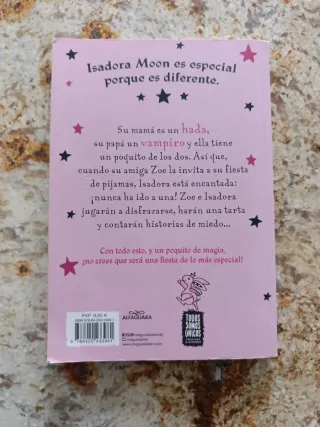 Isadora Moon es especial
porque es diferente.
Su mamá es un hada,
su papá un vampiro y ella tiene
un poquito de los dos. Así que,
cuando su amiga Zoe la invita a su fiesta
de pijamas, Isadora está encantada:
¡nunca ha ido a una! Zoe e Isadora
jugarán a disfrazarse, harán una tarta
y contarán historias de miedo...
Con todo esto, y un poquito de magia,
¿no crees que será una fiesta de lo más especial?
ALFAGUARA
TODOS
SOMOS
ÚNICOS